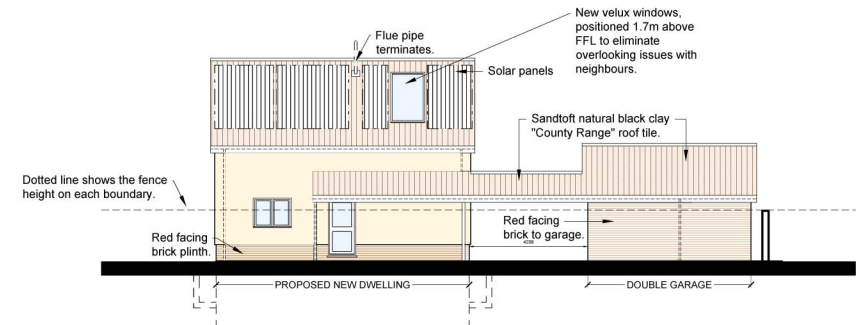 New velux windows,
positioned 1.7m above
FFL to eliminate
overlooking issues with
neighbours.
Flue pipe
terminates.
Solar panels
Sandtoft natural black clay
"County Range" roof tile.
Dotted line shows the fence
height on each boundary.
Red facing
brick plinth.
Red facing
brick to garage.
4298
PROPOSED NEW DWELLING
DOUBLE GARAGE